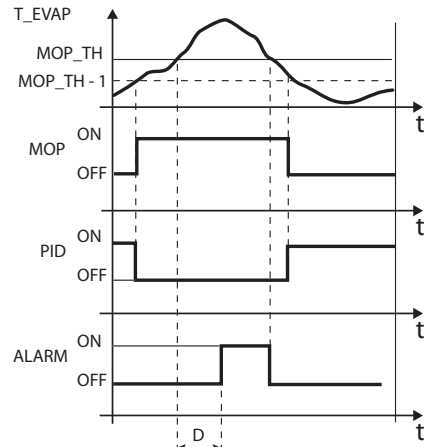 T_EVAP
MOP_TH
MOP_TH - 1
t
ON
MOP
OFF
t
ON
PID
OFF
t
ON
ALARM
OFF
t
D